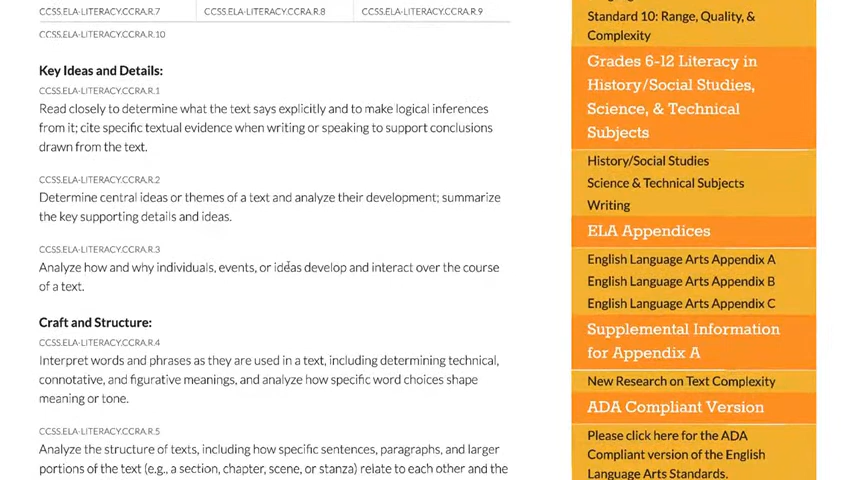 CCSS.ELA-LITERACY.CCRA.R.7 CCSS.ELA-LITERACY.CCRA.R.8 CCSS.ELA-LITERACY.CCRA.R.9
CCSS.ELA-LITERACY.CCRA.R.10
Key Ideas and Details:
CCSS.ELA-LITERACY.CCRA.R.1
Read closely to determine what the text says explicitly and to make logical inferences
from it; cite specific textual evidence when writing or speaking to support conclusions
drawn from the text.
CCSS.ELA-LITERACY.CCRA.R.2
Determine central ideas or themes of a text and analyze their development; summarize
the key supporting details and ideas.
CCSS.ELA-LITERACY.CCRA.R.3
Analyze how and why individuals, events, or ideas develop and interact over the course
of a text.
Craft and Structure:
CCSS.ELA-LITERACY.CCRA.R.4
Interpret words and phrases as they are used in a text, including determining technical,
connotative, and figurative meanings, and analyze how specific word choices shape
meaning or tone.
CCSS.ELA-LITERACY.CCRA.R.5
Analyze the structure of texts, including how specific sentences, paragraphs, and larger
portions of the text (e.g., a section, chapter, scene, or stanza) relate to each other and the
Standard 10: Range, Quality, &
Complexity
Grades 6-12 Literacy in
History/Social Studies,
Science, & Technical
Subjects
History/Social Studies
Science & Technical Subjects
Writing
ELA Appendices
English Language Arts Appendix A
English Language Arts Appendix B
English Language Arts Appendix C
Supplemental Information
for Appendix A
New Research on Text Complexity
ADA Compliant Version
Please click here for the ADA
Compliant version of the English
Language Arts Standards.